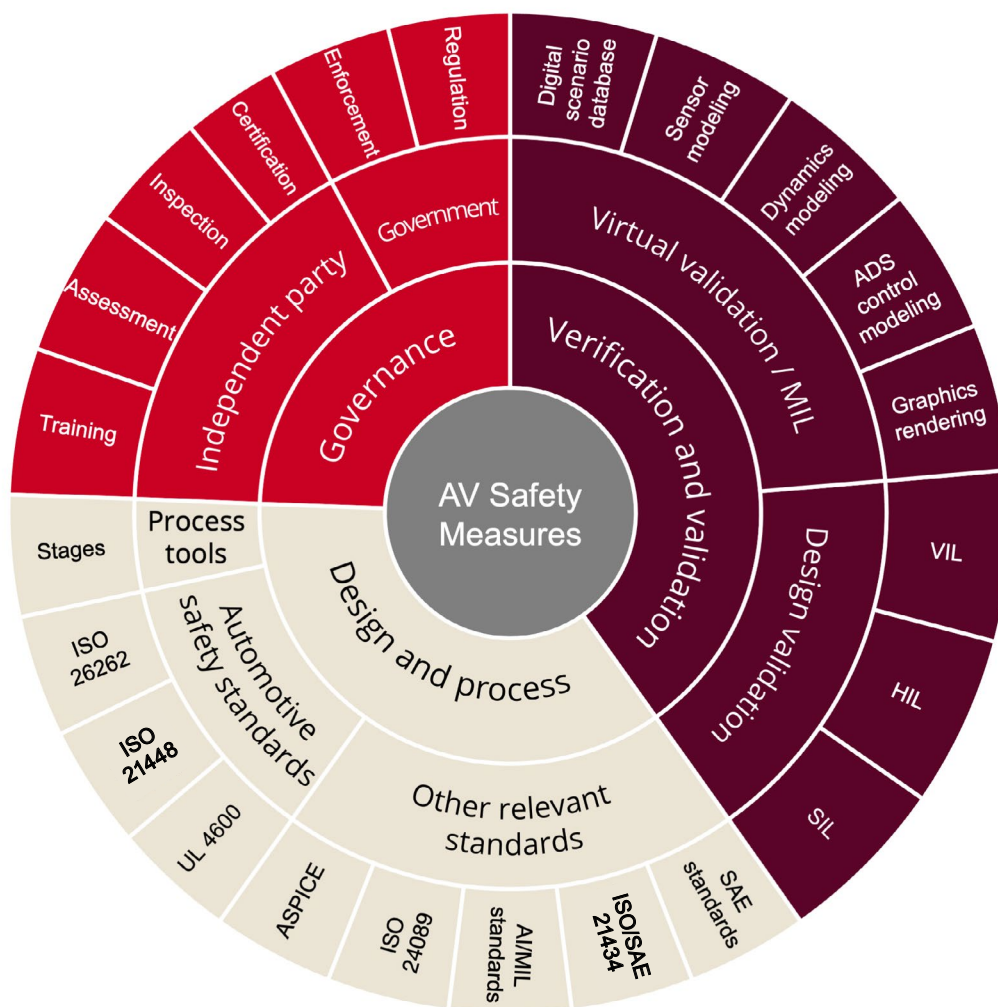 AV Safety
Measures
Governance
Government
Regulation
Enforcement
Independent party
Certification
Inspection
Assessment
Training
Verification and validation
Virtual validation / MIL
Digital
scenario
database
Sensor
modeling
Dynamics
modeling
ADS
control
modeling
Graphics
rendering
Design validation
VIL
HIL
SIL
Design and process
Process
tools
Stages
Automotive
safety standards
ISO
26262
ISO
21448
UL 4600
Other relevant
standards
ASPICE
ISO
24089
AI/MIL
standards
ISO/SAE
21434
SAE
standards